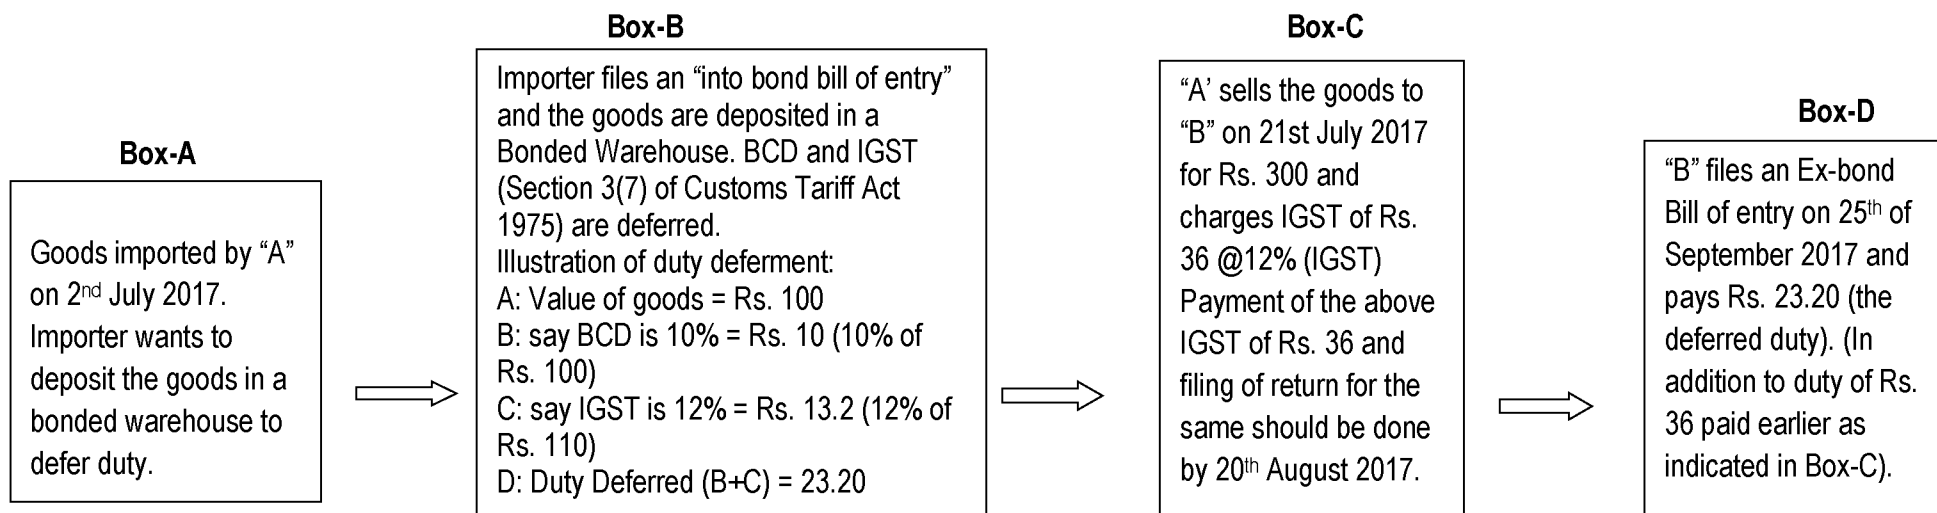 Box-A
Goods imported by “A”
on 2nd July 2017.
Importer wants to
deposit the goods in a
bonded warehouse to
defer duty.
Box-B
Importer files an “into bond bill of entry”
and the goods are deposited in a
Bonded Warehouse. BCD and IGST
(Section 3(7) of Customs Tariff Act
1975) are deferred.
Illustration of duty deferment:
A: Value of goods = Rs. 100
B: say BCD is 10% = Rs. 10 (10% of
Rs. 100)
C: say IGST is 12% = Rs. 13.2 (12% of
Rs. 110)
D: Duty Deferred (B+C) = 23.20
Box-C
“A’ sells the goods to
“B” on 21st July 2017
for Rs. 300 and
charges IGST of Rs.
36 @12% (IGST)
Payment of the above
IGST of Rs. 36 and
filing of return for the
same should be done
by 20th August 2017.
Box-D
“B” files an Ex-bond
Bill of entry on 25th of
September 2017 and
pays Rs. 23.20 (the
deferred duty). (In
addition to duty of Rs.
36 paid earlier as
indicated in Box-C).